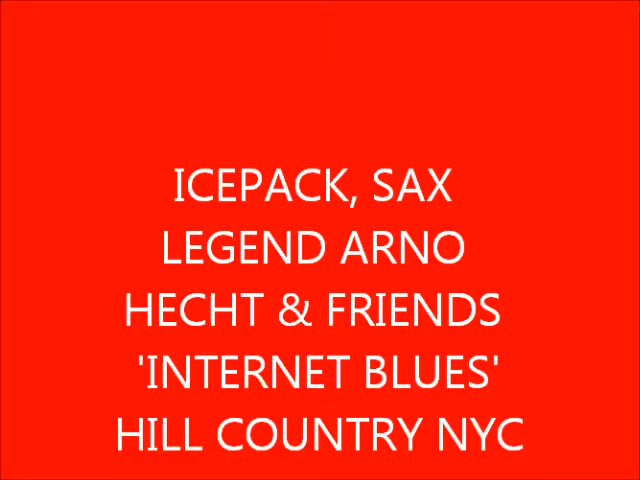 ICEPACK, SAX
LEGEND ARNO
HECHT & FRIENDS
'INTERNET BLUES'
HILL COUNTRY NYC